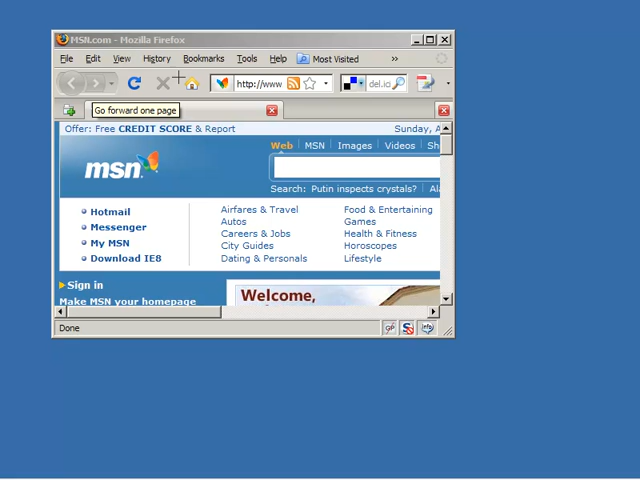 MSN.com - Mozilla Firefox
File Edit View History Bookmarks Tools Help Most Visited »
http://www del.ici
Go forward one page
Offer: Free CREDIT SCORE & Report Sunday, A
Web MSN Images Videos Sh
msn
Search: Putin inspects crystals? Ala
Hotmail
Messenger
My MSN
Download IE8
Airfares & Travel
Autos
Careers & Jobs
City Guides
Dating & Personals
Food & Entertaining
Games
Health & Fitness
Horoscopes
Lifestyle
Sign in
Make MSN your homepage
Welcome,
Done